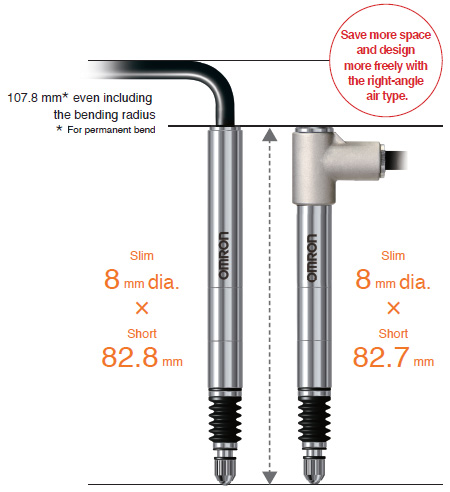 Save more space
and design
more freely with
the right-angle
air type.
107.8 mm* even including
the bending radius
* For permanent bend
OMRON
OMRON
Slim
8 mm dia.
×
Short
82.8 mm
Slim
8 mm dia.
×
Short
82.7 mm